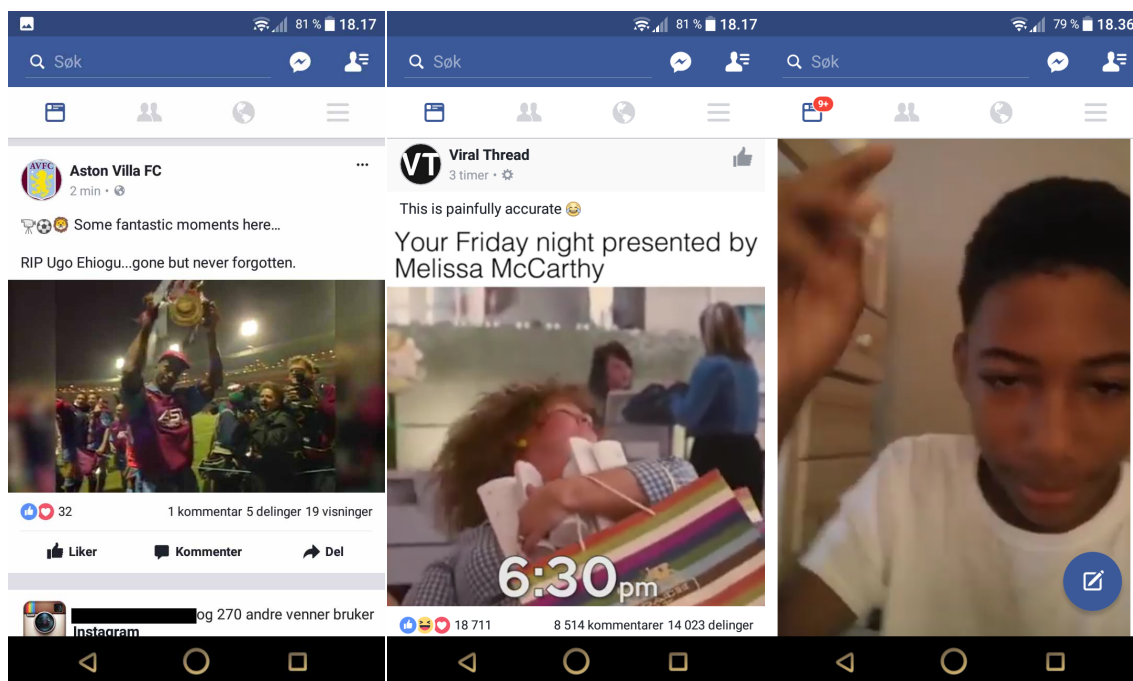 81 % 18.17
Søk
AVFC
Aston Villa FC
2 min
Some fantastic moments here...
RIP Ugo Ehiogu...gone but never forgotten.
32
1 kommentar 5 delinger 19 visninger
Liker
Kommenter
Del
og 270 andre venner bruker
Instagram
81 % 18.17
Søk
VT
Viral Thread
3 timer
This is painfully accurate 😂
Your Friday night presented by
Melissa McCarthy
6:30pm
18 711
8 514 kommentarer 14 023 delinger
79 % 18.36
Søk
9+